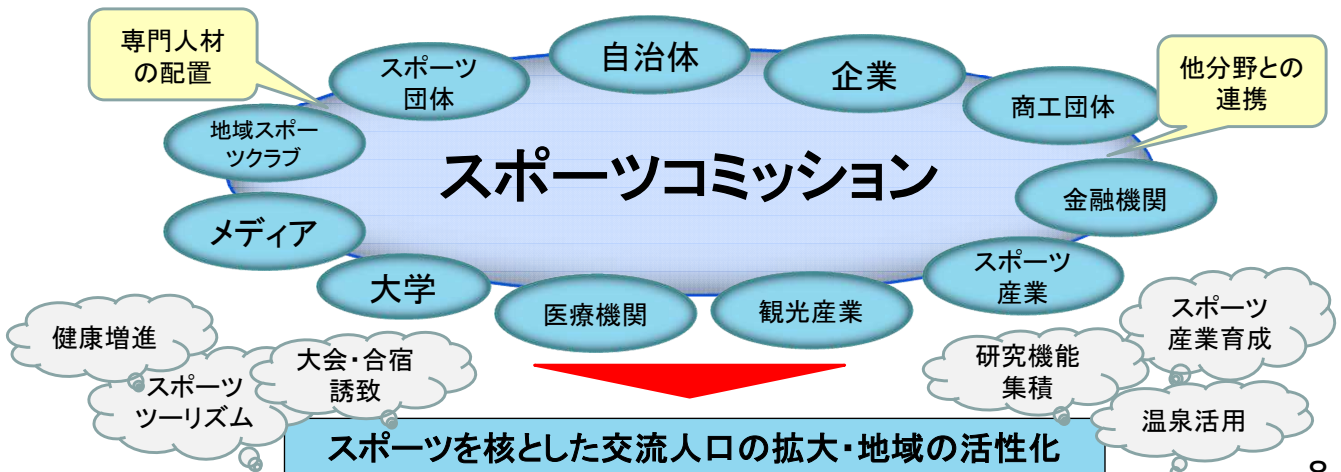 専門人材
の配置
スポーツ
団体
自治体
企業
商工団体
他分野との
連携
地域スポー
ツクラブ
スポーツコミッション
金融機関
メディア
大学
医療機関
観光産業
スポーツ
産業
健康増進
スポーツ
ツーリズム
大会・合宿
誘致
研究機能
集積
スポーツ
産業育成
温泉活用
スポーツを核とした交流人口の拡大・地域の活性化